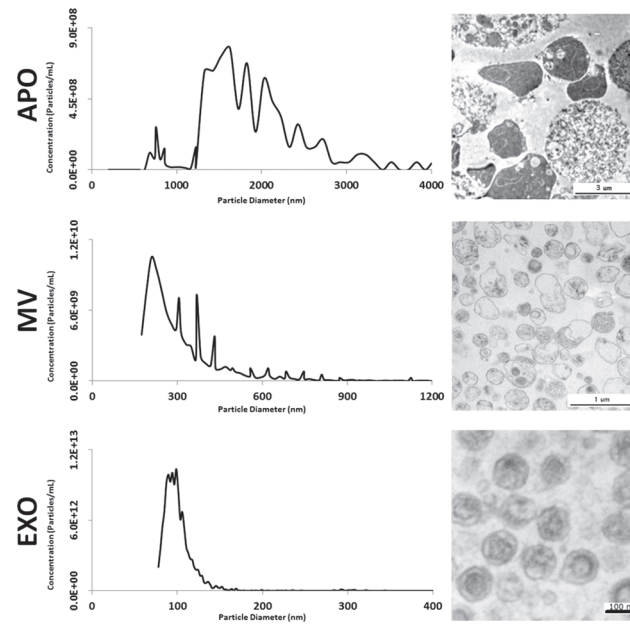 APO
Concentration (Particles/mL)
9.0E+08
4.5E+08
0.0E+00
0 1000 2000 3000 4000
Particle Diameter (nm)
3 um
MV
Concentration (Particles/mL)
1.2E+10
6.0E+09
0.0E+00
0 300 600 900 1200
Particle Diameter (nm)
1 um
EXO
Concentration (Particles/mL)
1.2E+13
6.0E+12
0.0E+00
0 100 200 300 400
Particle Diameter (nm)
100 n